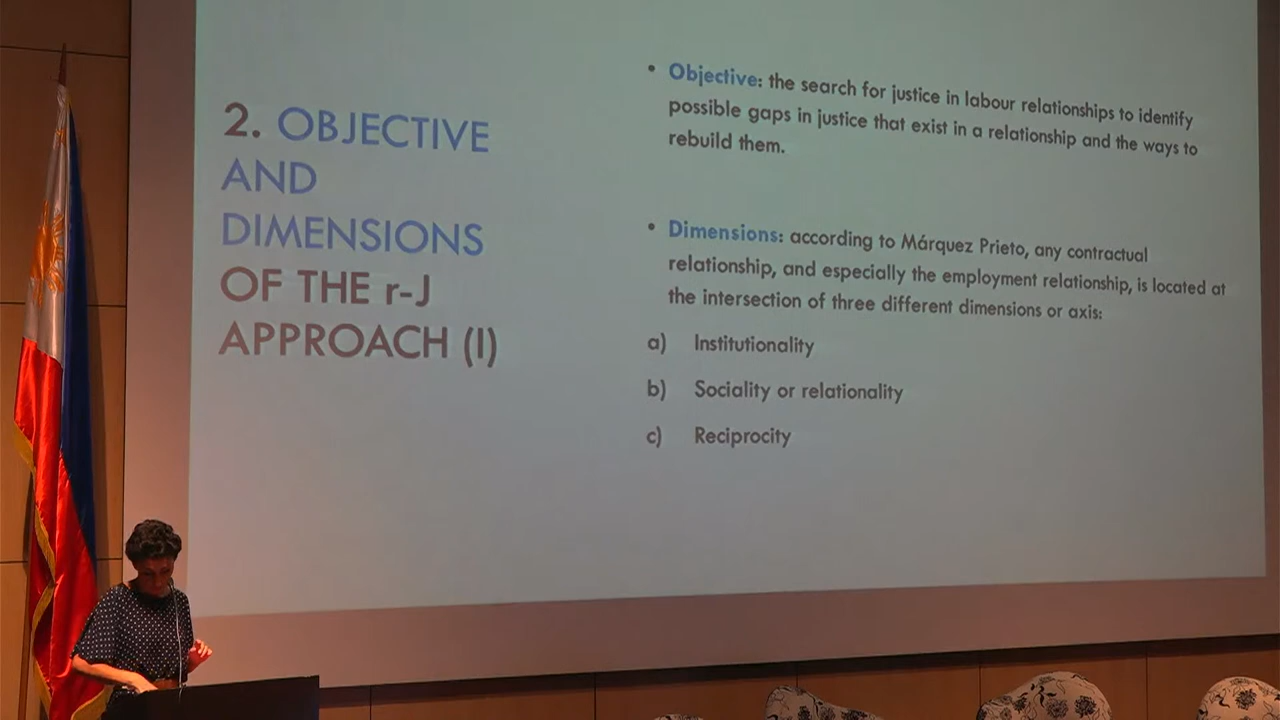 2. OBJECTIVE
AND
DIMENSIONS
OF THE r-J
APPROACH (I)
• Objective: the search for justice in labour relationships to identify
possible gaps in justice that exist in a relationship and the ways to
rebuild them.
• Dimensions: according to Márquez Prieto, any contractual
relationship, and especially the employment relationship, is located at
the intersection of three different dimensions or axis:
a) Institutionality
b) Sociality or relationality
c) Reciprocity